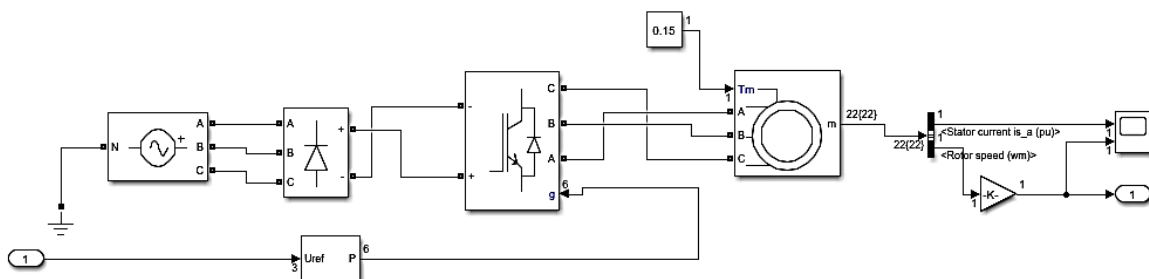 1
0.15
C
Tm
1
-
A
m
22{22}
1
A
A
B
B
<Stator current is_a (pu)>
1
N
B
B
+
22{22}
1
1
C
<Rotor speed (wm)>
C
C
-
+
A
6
g
1
-K-
1
1
1
Uref
P
6
3